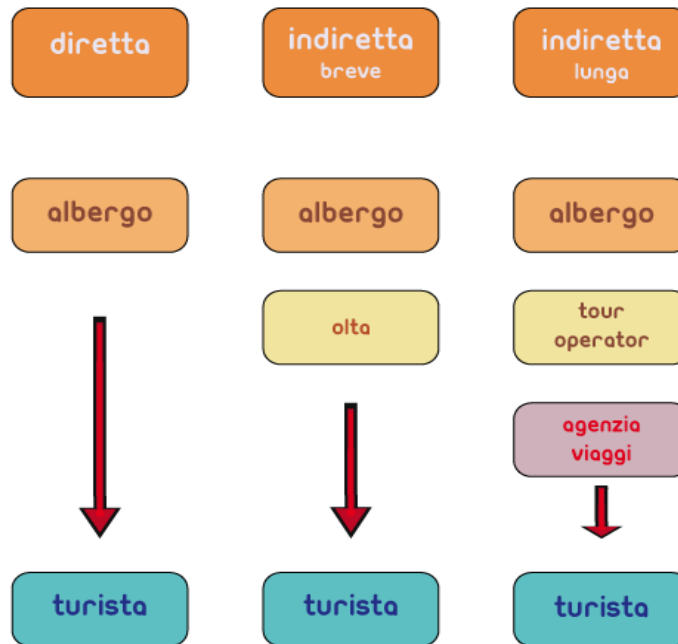 diretta
indiretta
breve
indiretta
lunga
albergo
albergo
albergo
olta
tour
operator
agenzia
viaggi
turista
turista
turista